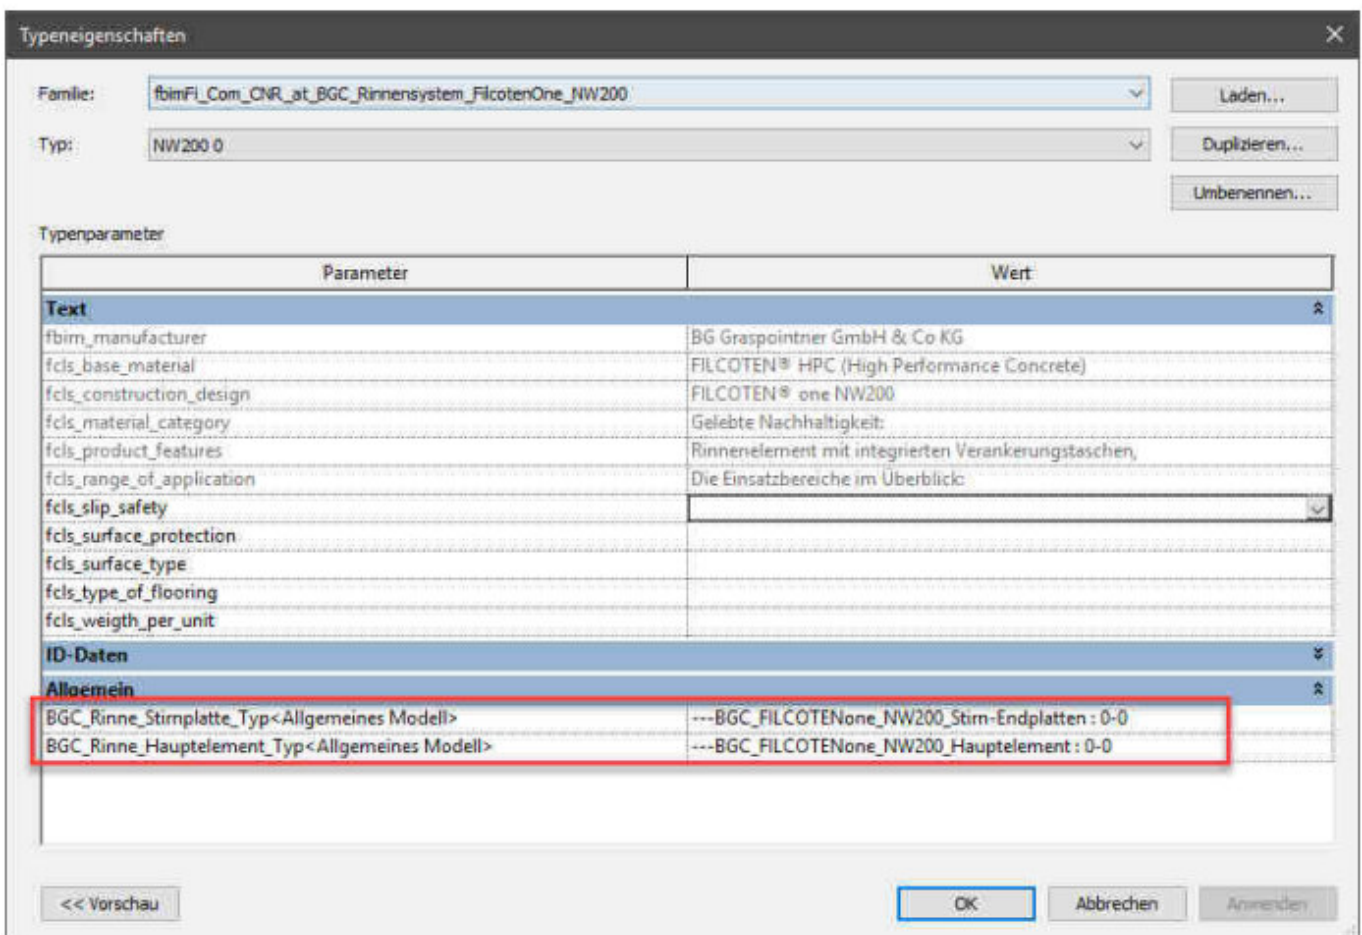 Typeneigenschaften
Familie: fbimFi_Com_CNR_at_BGC_Rinnensystem_FilcotenOne_NW200 Laden...
Typ: NW200 0 Duplizieren...
Umbenennen...
Typenparameter
Parameter Wert
Text
fbim_manufacturer BG Graspointner GmbH & Co KG
fcls_base_material FILCOTEN® HPC (High Performance Concrete)
fcls_construction_design FILCOTEN® one NW200
fcls_material_category Gelebte Nachhaltigkeit:
fcls_product_features Rinnenelement mit integrierten Verankerungstaschen,
fcls_range_of_application Die Einsatzbereiche im Überblick:
fcls_slip_safety
fcls_surface_protection
fcls_surface_type
fcls_type_of_flooring
fcls_weigth_per_unit
ID-Daten
Allgemein
BGC_Rinne_Stirnplatte_Typ<Allgemeines Modell> ---BGC_FILCOTENone_NW200_Stirn-Endplatten : 0-0
BGC_Rinne_Hauptelement_Typ<Allgemeines Modell> ---BGC_FILCOTENone_NW200_Hauptelement : 0-0
<< Vorschau OK Abbrechen Anwenden